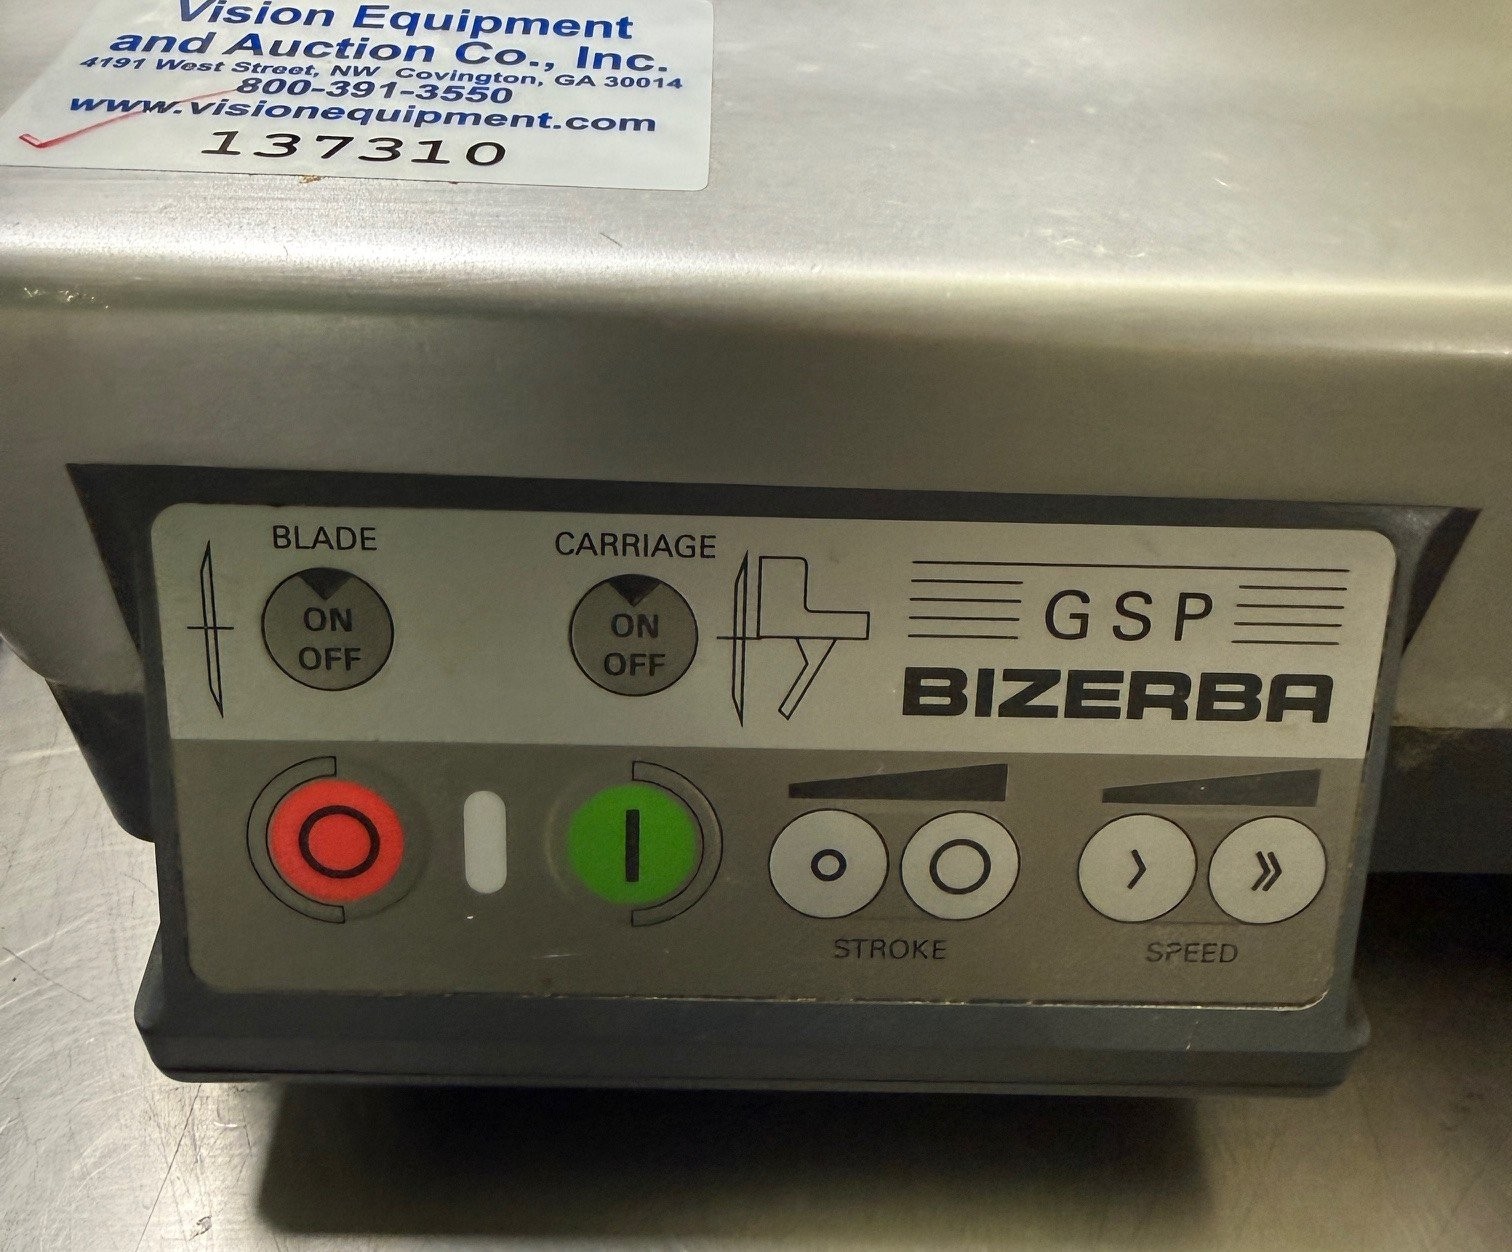 Vision Equipment
and Auction Co., Inc.
4191 West Street, NW Covington, GA 30014
800-391-3550
www.visionequipment.com
137310
BLADE
CARRIAGE
ON
OFF
ON
OFF
GSP
BIZERBA
STROKE
SPEED